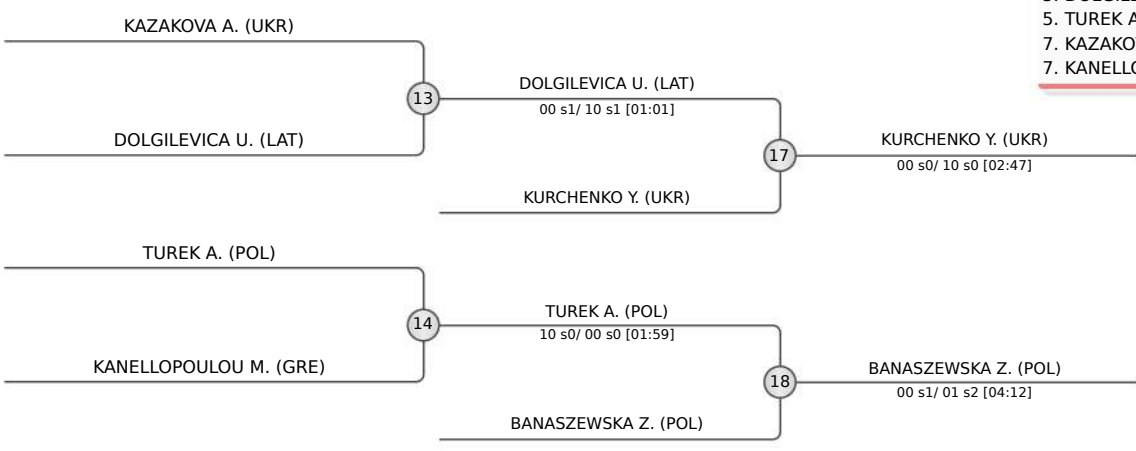 KAZAKOVA A. (UKR)
13
DOLGILEVICA U. (LAT)
DOLGILEVICA U. (LAT)
00 s1/ 10 s1 [01:01]
17
KURCHENKO Y. (UKR)
KURCHENKO Y. (UKR)
00 s0/ 10 s0 [02:47]
TUREK A. (POL)
14
KANELLOPOULOU M. (GRE)
TUREK A. (POL)
10 s0/ 00 s0 [01:59]
18
BANASZEWSKA Z. (POL)
BANASZEWSKA Z. (POL)
00 s1/ 01 s2 [04:12]
5. TUREK A
7. KAZAKO
7. KANELLO